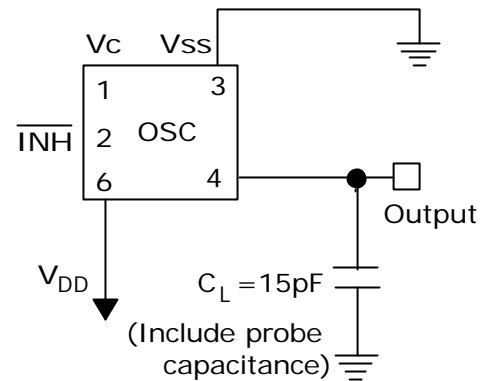 Vc Vss
1 3
INH 2 OSC
6 4
Output
VDD
CL =15pF
(Include probe
capacitance)